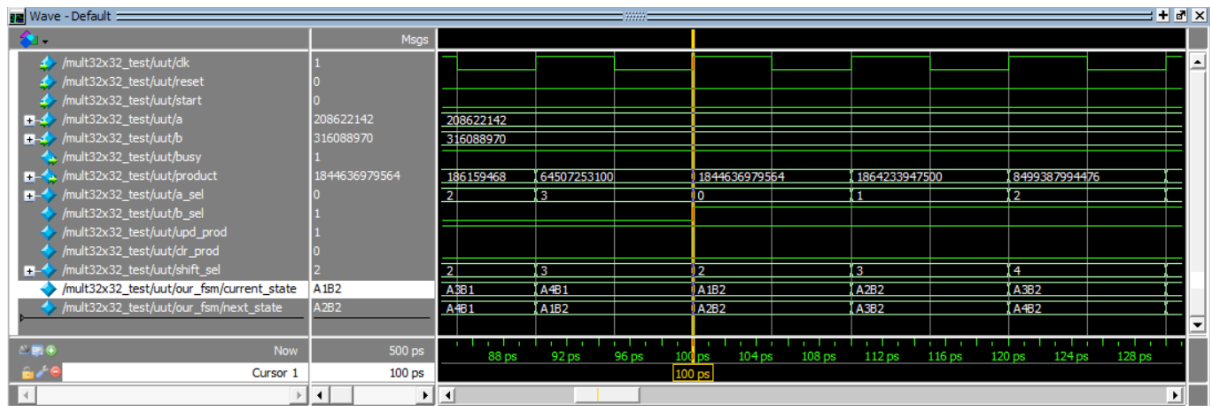 Wave - Default
Msgs
/mult32x32_test/uut/clk 1
/mult32x32_test/uut/reset 0
/mult32x32_test/uut/start 0
/mult32x32_test/uut/a 208622142 208622142
/mult32x32_test/uut/b 316088970 316088970
/mult32x32_test/uut/busy 1
/mult32x32_test/uut/product 1844636979564 186159468 64507253100 1844636979564 1864233947500 8499387994476
/mult32x32_test/uut/a_sel 0 2 3 0 1 2
/mult32x32_test/uut/b_sel 1
/mult32x32_test/uut/upd_prod 1
/mult32x32_test/uut/clr_prod 0
/mult32x32_test/uut/shift_sel 2 2 3 2 3 4
/mult32x32_test/uut/our_fsm/current_state A1B2 A3B1 A4B1 A1B2 A2B2 A3B2
/mult32x32_test/uut/our_fsm/next_state A2B2 A4B1 A1B2 A2B2 A3B2 A4B2
Now 500 ps 88 ps 92 ps 96 ps 100 ps 104 ps 108 ps 112 ps 116 ps 120 ps 124 ps 128 ps
Cursor 1 100 ps 100 ps